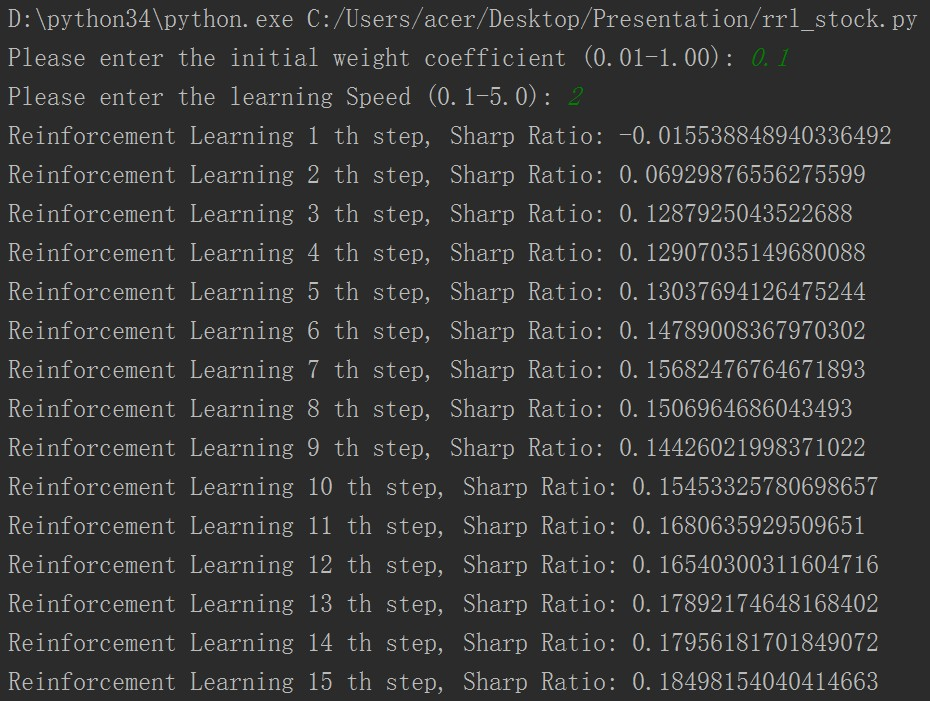 D:\python34\python.exe C:/Users/acer/Desktop/Presentation/rrl_stock.py
Please enter the initial weight coefficient (0.01-1.00): 0.1
Please enter the learning Speed (0.1-5.0): 2
Reinforcement Learning 1 th step, Sharp Ratio: -0.015538848940336492
Reinforcement Learning 2 th step, Sharp Ratio: 0.06929876556275599
Reinforcement Learning 3 th step, Sharp Ratio: 0.1287925043522688
Reinforcement Learning 4 th step, Sharp Ratio: 0.12907035149680088
Reinforcement Learning 5 th step, Sharp Ratio: 0.13037694126475244
Reinforcement Learning 6 th step, Sharp Ratio: 0.14789008367970302
Reinforcement Learning 7 th step, Sharp Ratio: 0.15682476764671893
Reinforcement Learning 8 th step, Sharp Ratio: 0.1506964686043493
Reinforcement Learning 9 th step, Sharp Ratio: 0.14426021998371022
Reinforcement Learning 10 th step, Sharp Ratio: 0.15453325780698657
Reinforcement Learning 11 th step, Sharp Ratio: 0.1680635929509651
Reinforcement Learning 12 th step, Sharp Ratio: 0.16540300311604716
Reinforcement Learning 13 th step, Sharp Ratio: 0.17892174648168402
Reinforcement Learning 14 th step, Sharp Ratio: 0.17956181701849072
Reinforcement Learning 15 th step, Sharp Ratio: 0.18498154040414663